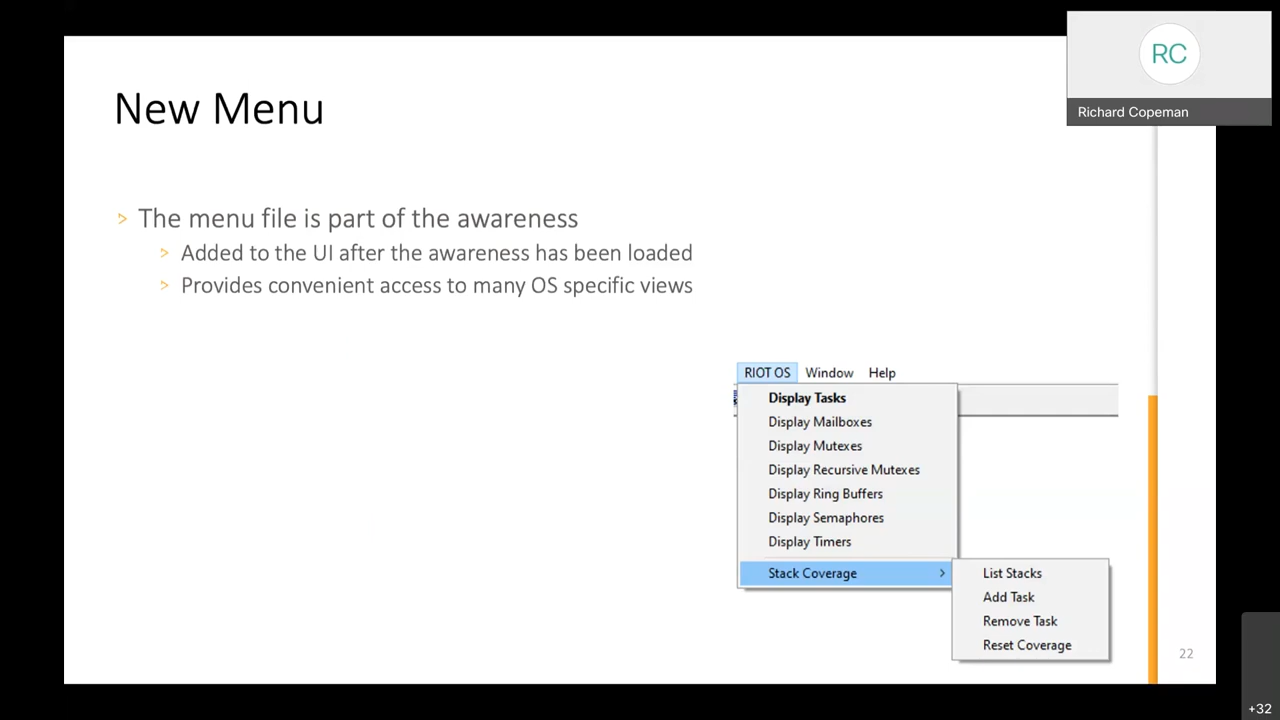 RC
Richard Copeman
New Menu
The menu file is part of the awareness
Added to the UI after the awareness has been loaded
Provides convenient access to many OS specific views
RIOT OS Window Help
Display Tasks
Display Mailboxes
Display Mutexes
Display Recursive Mutexes
Display Ring Buffers
Display Semaphores
Display Timers
Stack Coverage
List Stacks
Add Task
Remove Task
Reset Coverage
22
+32